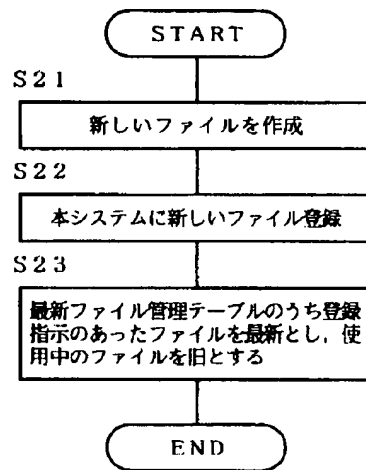 START
S21
新しいファイルを作成
S22
本システムに新しいファイル登録
S23
最新ファイル管理テーブルのうち登録
指示のあったファイルを最新とし，使
用中のファイルを旧とする
END